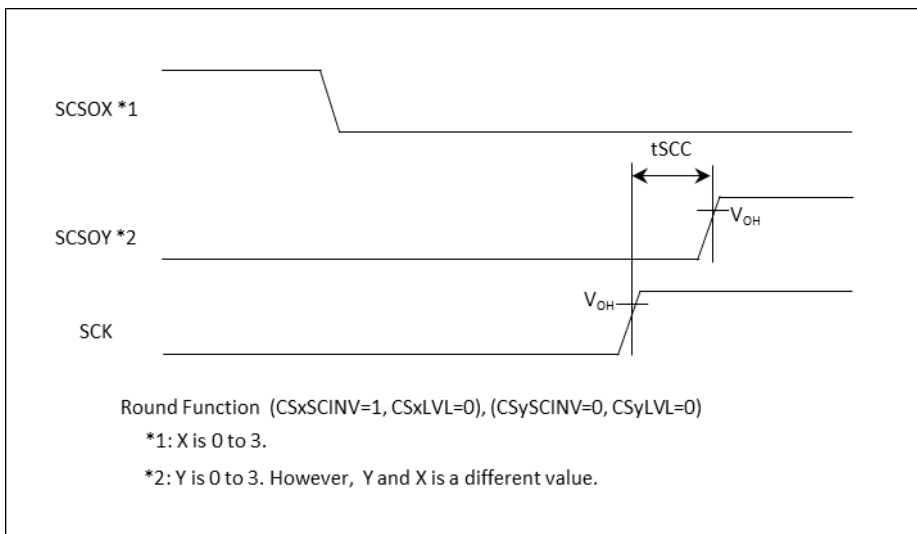 SCSOX *1
tSCC
VOH
SCSOY *2
VOH
SCK
Round Function (CSxSCINV=1, CSxLVL=0), (CSySCINV=0, CSyLVL=0)
*1: X is 0 to 3.
*2: Y is 0 to 3. However, Y and X is a different value.